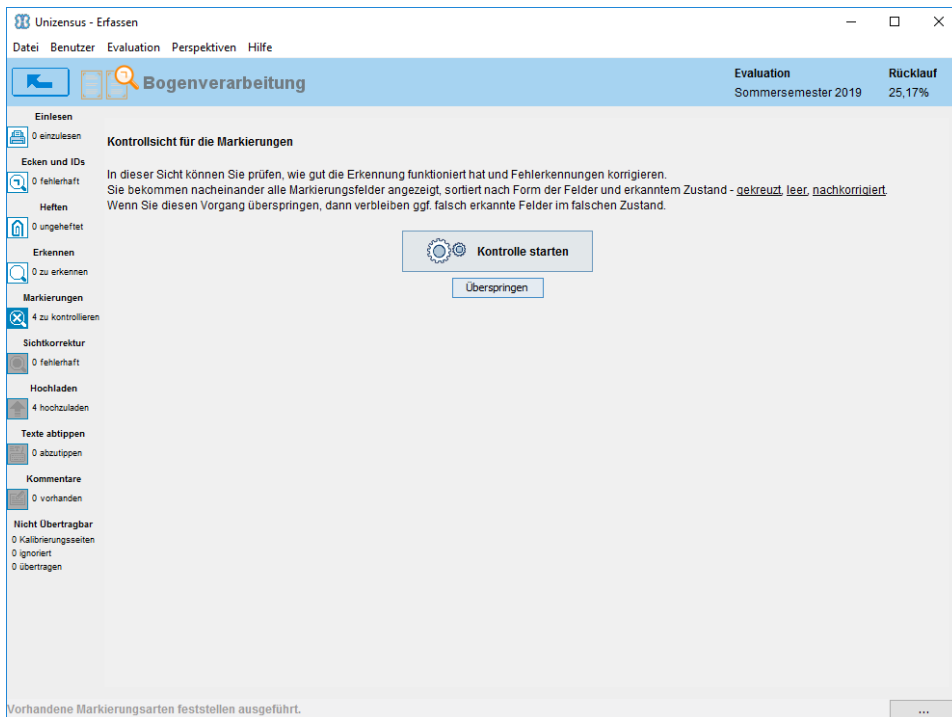 Unizensus - Erfassen
Datei Benutzer Evaluation Perspektiven Hilfe
Bogenverarbeitung
Evaluation
Sommersemester 2019
Rücklauf
25,17%
Einlesen
0 einzulesen
Ecken und IDs
0 fehlerhaft
Heften
0 ungeheftet
Erkennen
0 zu erkennen
Markierungen
4 zu kontrollieren
Sichtkorrektur
0 fehlerhaft
Hochladen
4 hochzuladen
Texte abtippen
0 abzutippen
Kommentare
0 vorhanden
Nicht Übertragbar
0 Kalibrierungsseiten
0 ignoriert
0 übertragen
Kontrollsicht für die Markierungen
In dieser Sicht können Sie prüfen, wie gut die Erkennung funktioniert hat und Fehlerkennungen korrigieren.
Sie bekommen nacheinander alle Markierungsfelder angezeigt, sortiert nach Form der Felder und erkanntem Zustand - gekreuzt, leer, nachkorrigiert.
Wenn Sie diesen Vorgang überspringen, dann verbleiben ggf. falsch erkannte Felder im falschen Zustand.
Kontrolle starten
Überspringen
Vorhandene Markierungsarten feststellen ausgeführt.
...